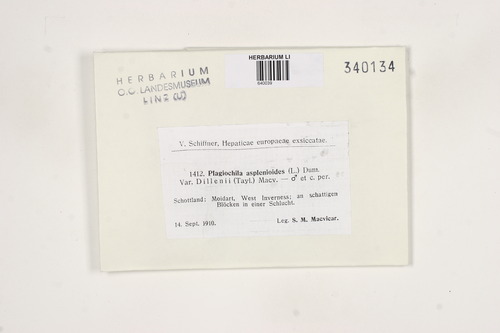 HERBARIUM
O.Ö. LANDESMUSEUM
LINZ (LI)
HERBARIUM LI
340134
V. Schiffner, Hepaticae europaeae exsiccatae.
1412. Plagiochila asplenioides (L.) Dum.
Var. Dillenii (Tayl.) Macv. — ♂ et c. per.
Schottland: Moidart, West Inverness; an schattigen
Blöcken in einer Schlucht.
14. Sept. 1910. Leg. S. M. Macvicar.